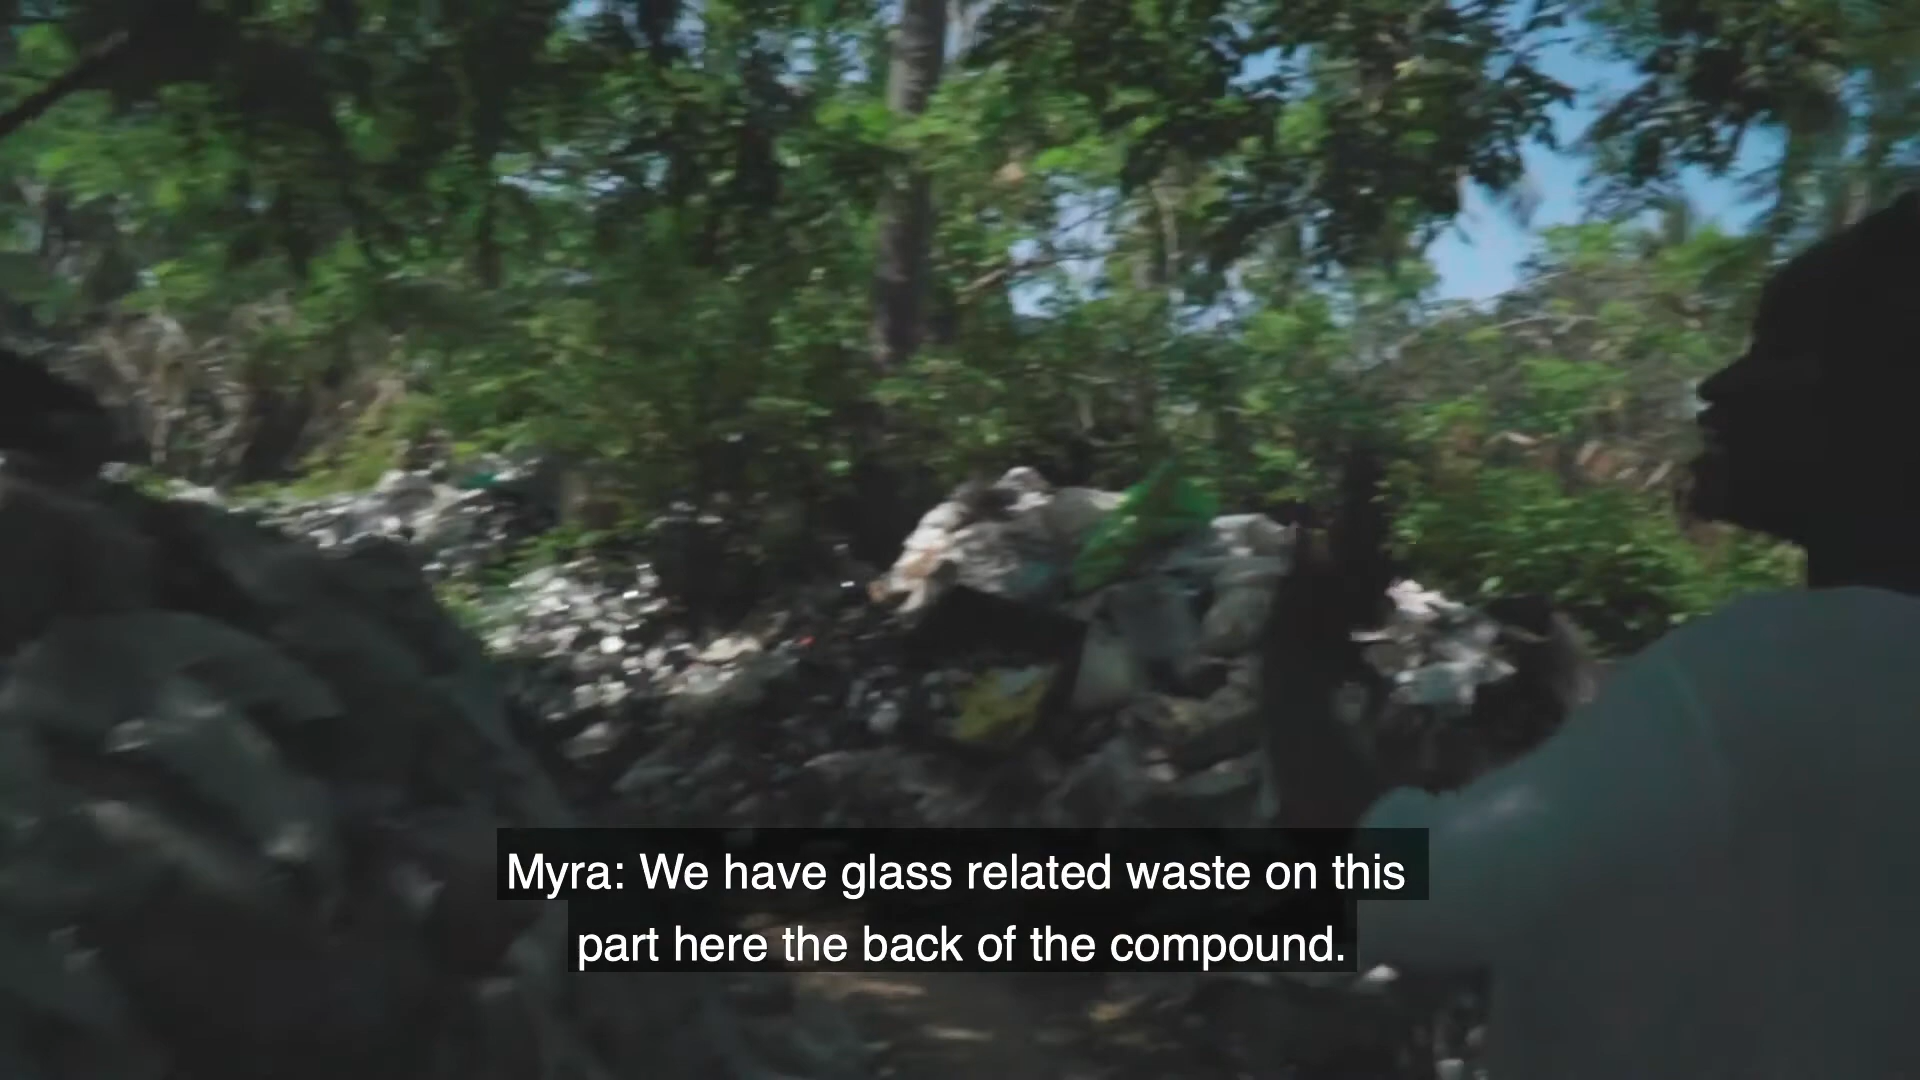 Myra: We have glass related waste on this
part here the back of the compound.